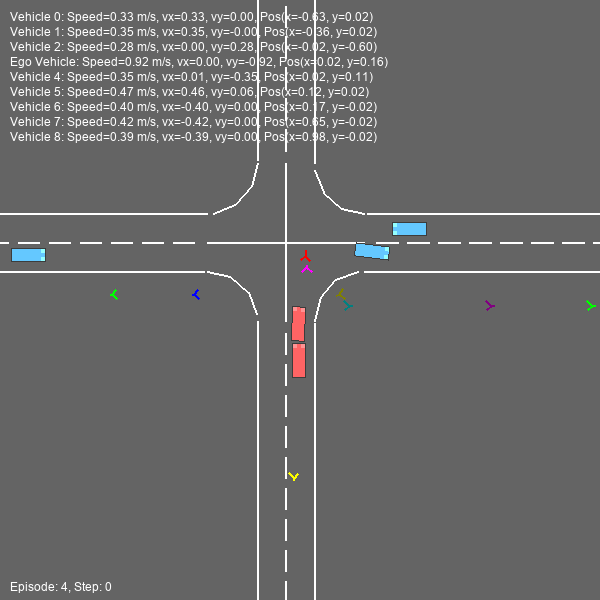 Vehicle 0: Speed=0.33 m/s, vx=0.33, vy=0.00, Pos(x=-0.63, y=0.02)
Vehicle 1: Speed=0.35 m/s, vx=0.35, vy=-0.00, Pos(x=-0.36, y=0.02)
Vehicle 2: Speed=0.28 m/s, vx=0.00, vy=0.28, Pos(x=-0.02, y=-0.60)
Ego Vehicle: Speed=0.92 m/s, vx=0.00, vy=-0.92, Pos(x=0.02, y=0.16)
Vehicle 4: Speed=0.35 m/s, vx=0.01, vy=-0.35, Pos(x=0.02, y=0.11)
Vehicle 5: Speed=0.47 m/s, vx=0.46, vy=0.06, Pos(x=0.12, y=0.02)
Vehicle 6: Speed=0.40 m/s, vx=-0.40, vy=0.00, Pos(x=0.17, y=-0.02)
Vehicle 7: Speed=0.42 m/s, vx=-0.42, vy=0.00, Pos(x=0.65, y=-0.02)
Vehicle 8: Speed=0.39 m/s, vx=-0.39, vy=0.00, Pos(x=0.98, y=-0.02)
Episode: 4, Step: 0